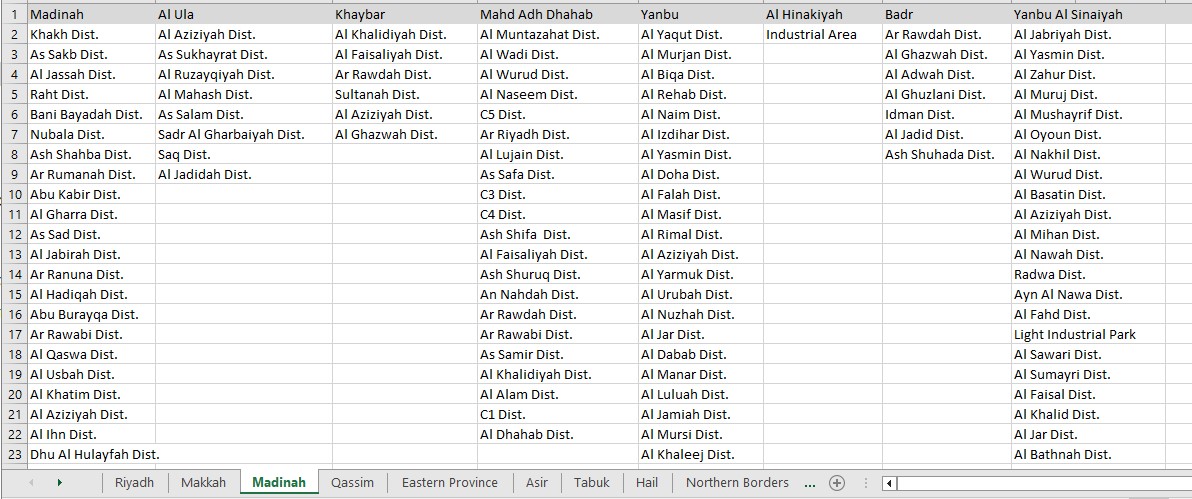 1 Madinah Al Ula Khaybar Mahd Adh Dhahab Yanbu Al Hinakiyah Badr Yanbu Al Sinaiyah
2 Khakh Dist. Al Aziziyah Dist. Al Khalidiyah Dist. Al Muntazahat Dist. Al Yaqut Dist. Industrial Area Ar Rawdah Dist. Al Jabriyah Dist.
3 As Sakb Dist. As Sukhayrat Dist. Al Faisaliyah Dist. Al Wadi Dist. Al Murjan Dist. Al Ghazwah Dist. Al Yasmin Dist.
4 Al Jassah Dist. Al Ruzayqiyah Dist. Ar Rawdah Dist. Al Wurud Dist. Al Biqa Dist. Al Adwah Dist. Al Zahur Dist.
5 Raht Dist. Al Mahash Dist. Sultanah Dist. Al Naseem Dist. Al Rehab Dist. Al Ghuzlani Dist. Al Muruj Dist.
6 Bani Bayadah Dist. As Salam Dist. Al Aziziyah Dist. C5 Dist. Al Naim Dist. Idman Dist. Al Mushayrif Dist.
7 Nubala Dist. Sadr Al Gharbaiyah Dist. Al Ghazwah Dist. Ar Riyadh Dist. Al Izdihar Dist. Al Jadid Dist. Al Oyoun Dist.
8 Ash Shahba Dist. Saq Dist. Al Lujain Dist. Al Yasmin Dist. Ash Shuhada Dist. Al Nakhil Dist.
9 Ar Rumanah Dist. Al Jadidah Dist. As Safa Dist. Al Doha Dist. Al Wurud Dist.
10 Abu Kabir Dist. C3 Dist. Al Falah Dist. Al Basatin Dist.
11 Al Gharra Dist. C4 Dist. Al Masif Dist. Al Aziziyah Dist.
12 As Sad Dist. Ash Shifa  Dist. Al Rimal Dist. Al Mihan Dist.
13 Al Jabirah Dist. Al Faisaliyah Dist. Al Aziziyah Dist. Al Nawah Dist.
14 Ar Ranuna Dist. Ash Shuruq Dist. Al Yarmuk Dist. Radwa Dist.
15 Al Hadiqah Dist. An Nahdah Dist. Al Urubah Dist. Ayn Al Nawa Dist.
16 Abu Burayqa Dist. Ar Rawdah Dist. Al Nuzhah Dist. Al Fahd Dist.
17 Ar Rawabi Dist. Ar Rawabi Dist. Al Jar Dist. Light Industrial Park
18 Al Qaswa Dist. As Samir Dist. Al Dabab Dist. Al Sawari Dist.
19 Al Usbah Dist. Al Khalidiyah Dist. Al Manar Dist. Al Sumayri Dist.
20 Al Khatim Dist. Al Alam Dist. Al Luluah Dist. Al Faisal Dist.
21 Al Aziziyah Dist. C1 Dist. Al Jamiah Dist. Al Khalid Dist.
22 Al Ihn Dist. Al Dhahab Dist. Al Mursi Dist. Al Jar Dist.
23 Dhu Al Hulayfah Dist. Al Khaleej Dist. Al Bathnah Dist.
Riyadh Makkah Madinah Qassim Eastern Province Asir Tabuk Hail Northern Borders ...